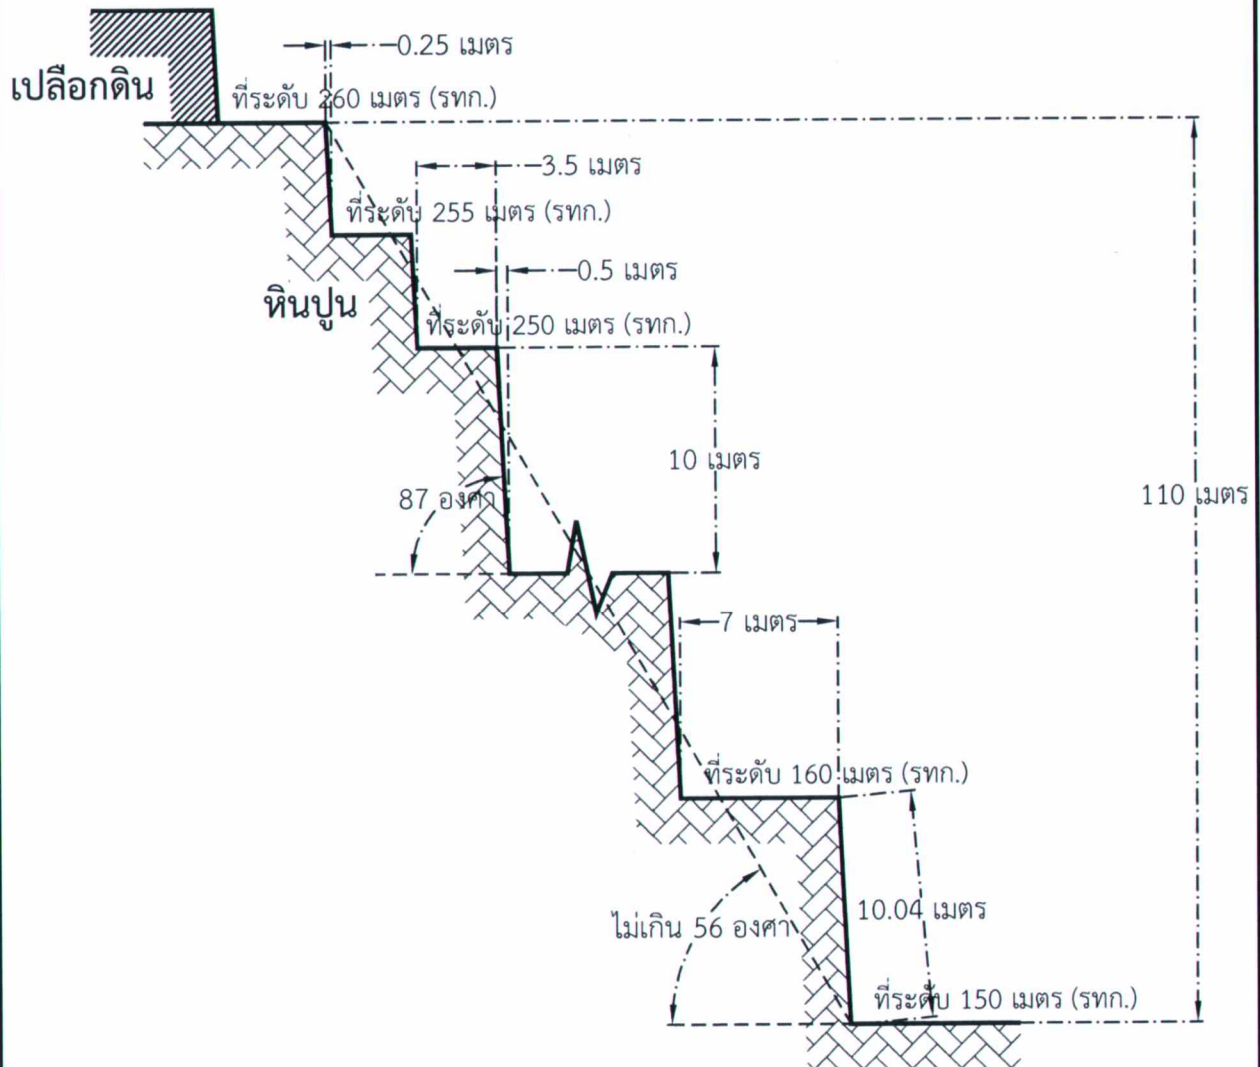 0.25 เมตร
เปลือกดิน
ที่ระดับ 260 เมตร (รทก.)
3.5 เมตร
ที่ระดับ 255 เมตร (รทก.)
0.5 เมตร
หินปูน
ที่ระดับ 250 เมตร (รทก.)
10 เมตร
87 องศา
110 เมตร
7 เมตร
ที่ระดับ 160 เมตร (รทก.)
10.04 เมตร
ไม่เกิน 56 องศา
ที่ระดับ 150 เมตร (รทก.)